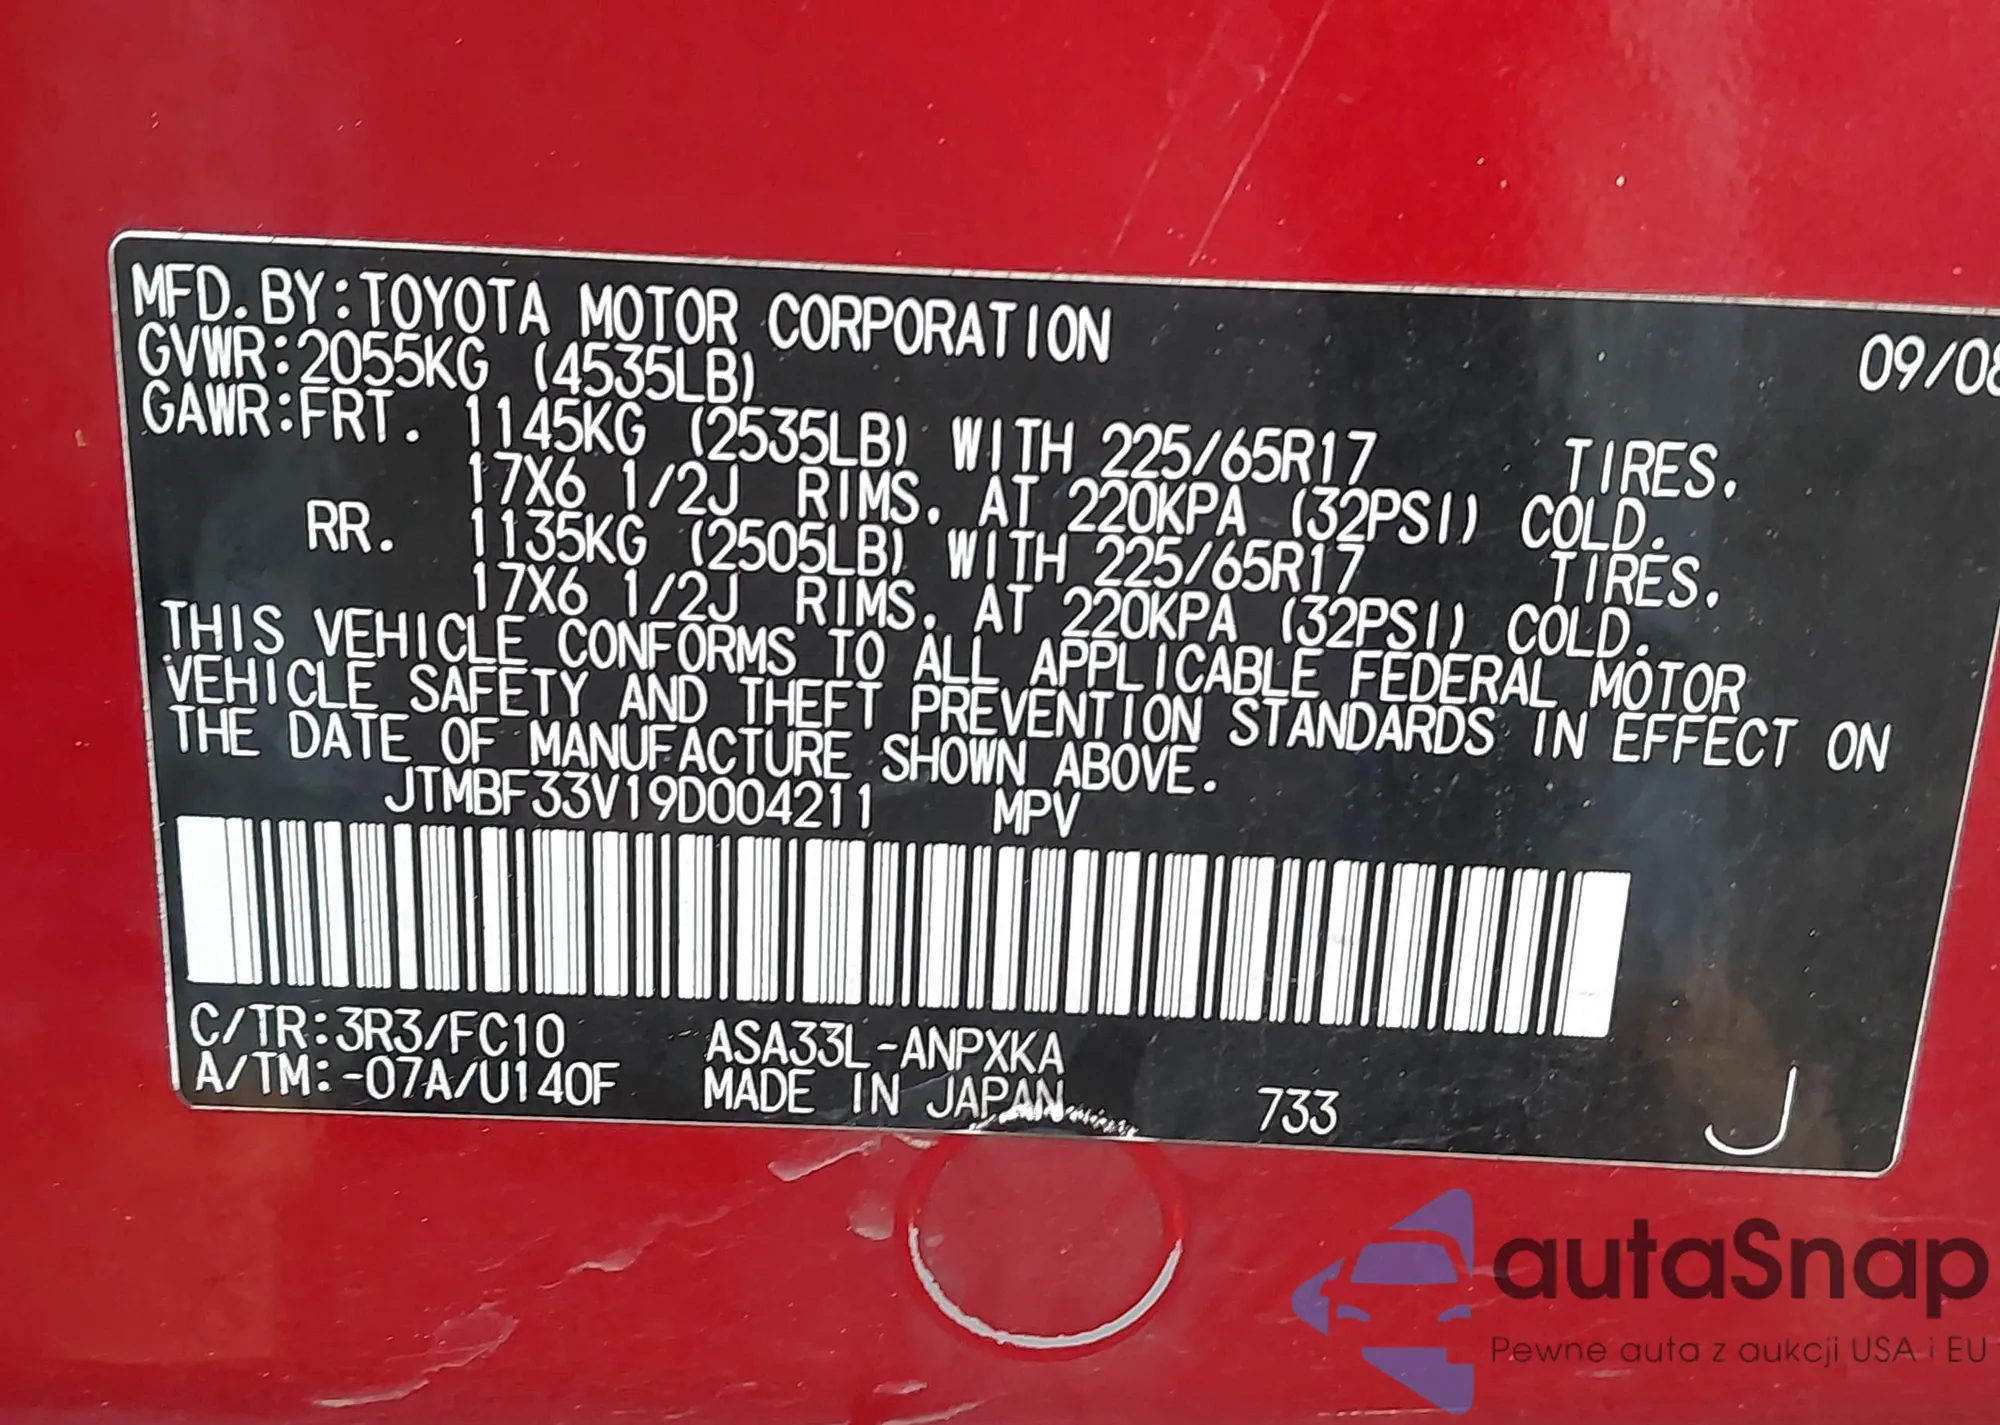 MFD. BY:TOYOTA MOTOR CORPORATION 09/08
GVWR:2055KG (4535LB)
GAWR:FRT. 1145KG (2535LB) WITH 225/65R17 TIRES.
17X6 1/2J RIMS. AT 220KPA (32PSI) COLD.
RR. 1135KG (2505LB) WITH 225/65R17 TIRES.
17X6 1/2J RIMS. AT 220KPA (32PSI) COLD.
THIS VEHICLE CONFORMS TO ALL APPLICABLE FEDERAL MOTOR
VEHICLE SAFETY AND THEFT PREVENTION STANDARDS IN EFFECT ON
THE DATE OF MANUFACTURE SHOWN ABOVE.
JTMBF33V19D004211 MPV
C/TR:3R3/FC10 ASA33L-ANPXKA
A/TM:-07A/U140F MADE IN JAPAN 733 J
autaSnap
Pewne auta z aukcji USA i EU